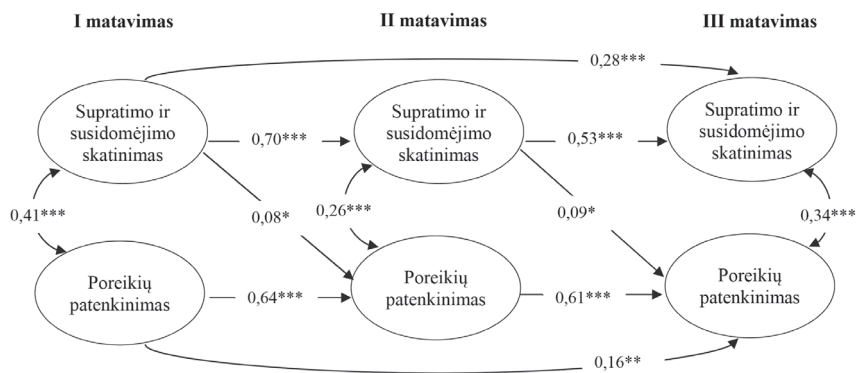 I matavimas
II matavimas
III matavimas
0,28***
Supratimo ir
susidomėjimo
skatinimas
0,70***
Supratimo ir
susidomėjimo
skatinimas
0,53***
Supratimo ir
susidomėjimo
skatinimas
0,41***
0,08*
0,26***
0,09*
0,34***
Poreikių
patenkinimas
0,64***
Poreikių
patenkinimas
0,61***
Poreikių
patenkinimas
0,16**